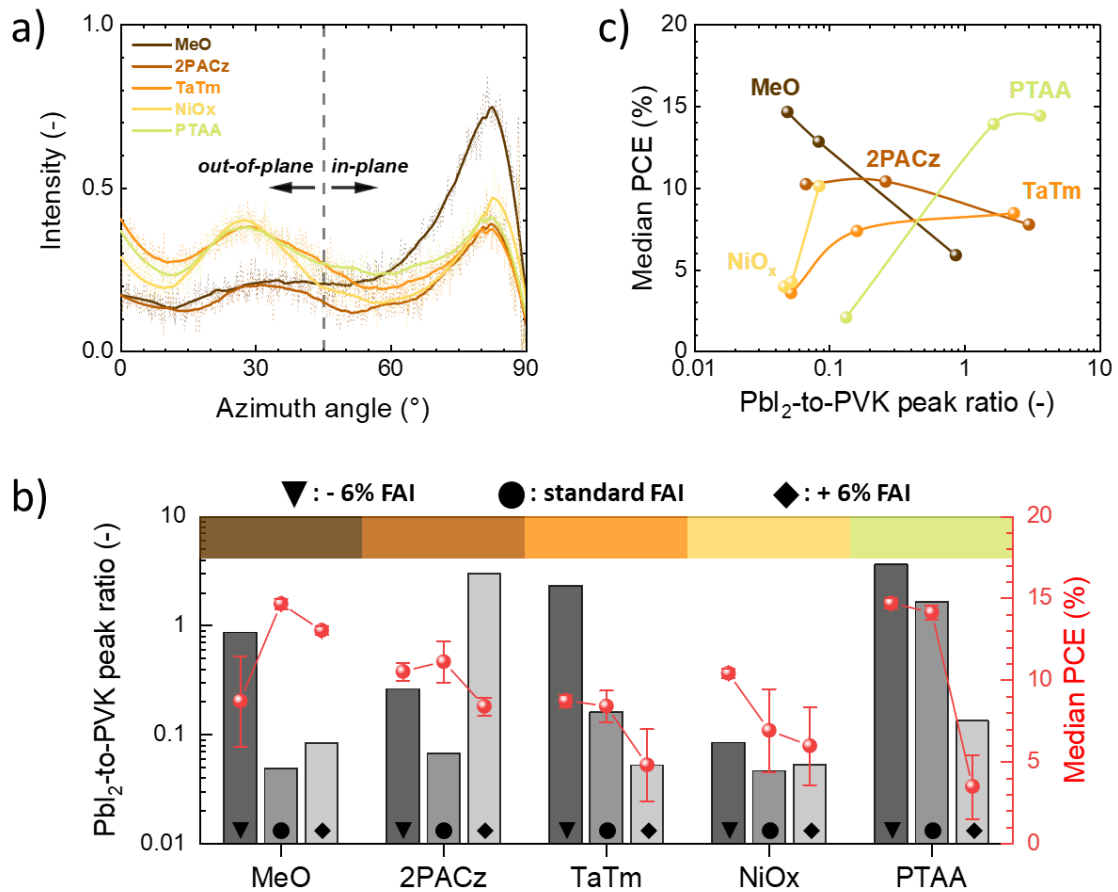 a)
1.0
0.5
0.0
Intensity (-)
MeO
2PACz
TaTm
NiOx
PTAA
out-of-plane
in-plane
0
30
60
90
Azimuth angle (°)
c)
20
15
10
5
0
Median PCE (%)
MeO
PTAA
2PACz
TaTm
NiOₓ
0.01
0.1
1
10
PbI₂-to-PVK peak ratio (-)
b)
▼ : - 6% FAI
● : standard FAI
◆ : + 6% FAI
10
1
0.1
0.01
PbI₂-to-PVK peak ratio (-)
20
15
10
5
0
Median PCE (%)
MeO
2PACz
TaTm
NiOx
PTAA